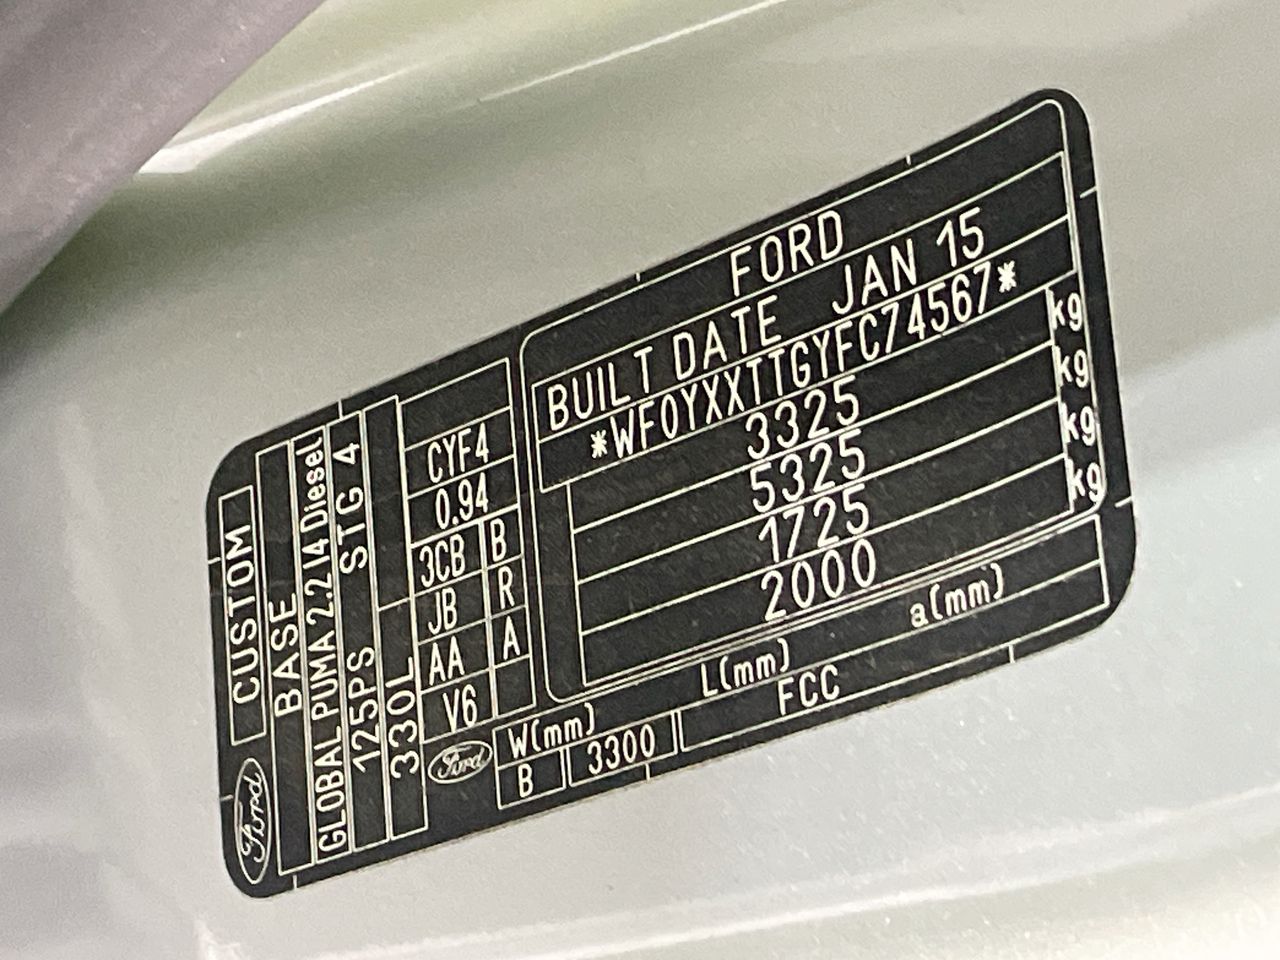 FORD
BUILT DATE JAN 15
*WF0YXXTTGYFC74567*
3325 kg
5325 kg
1725 kg
2000 kg
CYF4
0.94
3CB B
JB R
AA A
V6
Ford
W(mm) L(mm) a(mm)
B 3300 FCC
Ford CUSTOM
BASE
GLOBAL PUMA 2.2 I4 Diesel
125PS STG 4
330L